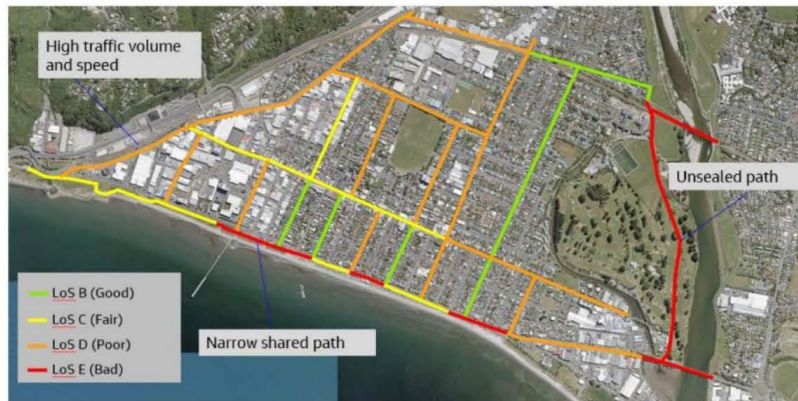 High traffic volume
and speed
Unsealed path
Narrow shared path
LoS B (Good)
LoS C (Fair)
LoS D (Poor)
LoS E (Bad)